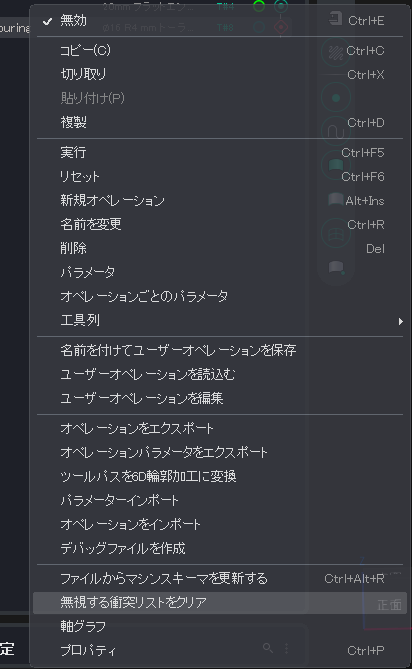 ouring
10mm フラットエン T#4
無効 Ctrl+E
コピー(C) Ctrl+C
切り取り Ctrl+X
貼り付け(P)
複製 Ctrl+D
実行 Ctrl+F5
リセット Ctrl+F6
新規オペレーション Alt+Ins
名前を変更 Ctrl+R
削除 Del
パラメータ
オペレーションごとのパラメータ
工具列
名前を付けてユーザーオペレーションを保存
ユーザーオペレーションを読込む
ユーザーオペレーションを編集
オペレーションをエクスポート
オペレーションパラメータをエクスポート
ツールパスを6D輪郭加工に変換
パラメーターインポート
オペレーションをインポート
デバッグファイルを作成
ファイルからマシンスキーマを更新する Ctrl+Alt+R
無視する衝突リストをクリア
正面
軸グラフ
定
プロパティ Ctrl+P